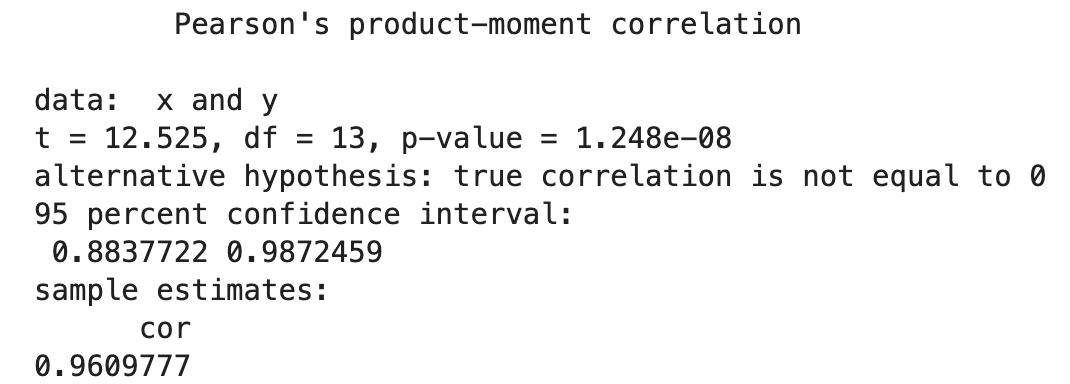 Pearson's product-moment correlation
data:  x and y
t = 12.525, df = 13, p-value = 1.248e-08
alternative hypothesis: true correlation is not equal to 0
95 percent confidence interval:
 0.8837722 0.9872459
sample estimates:
      cor
0.9609777